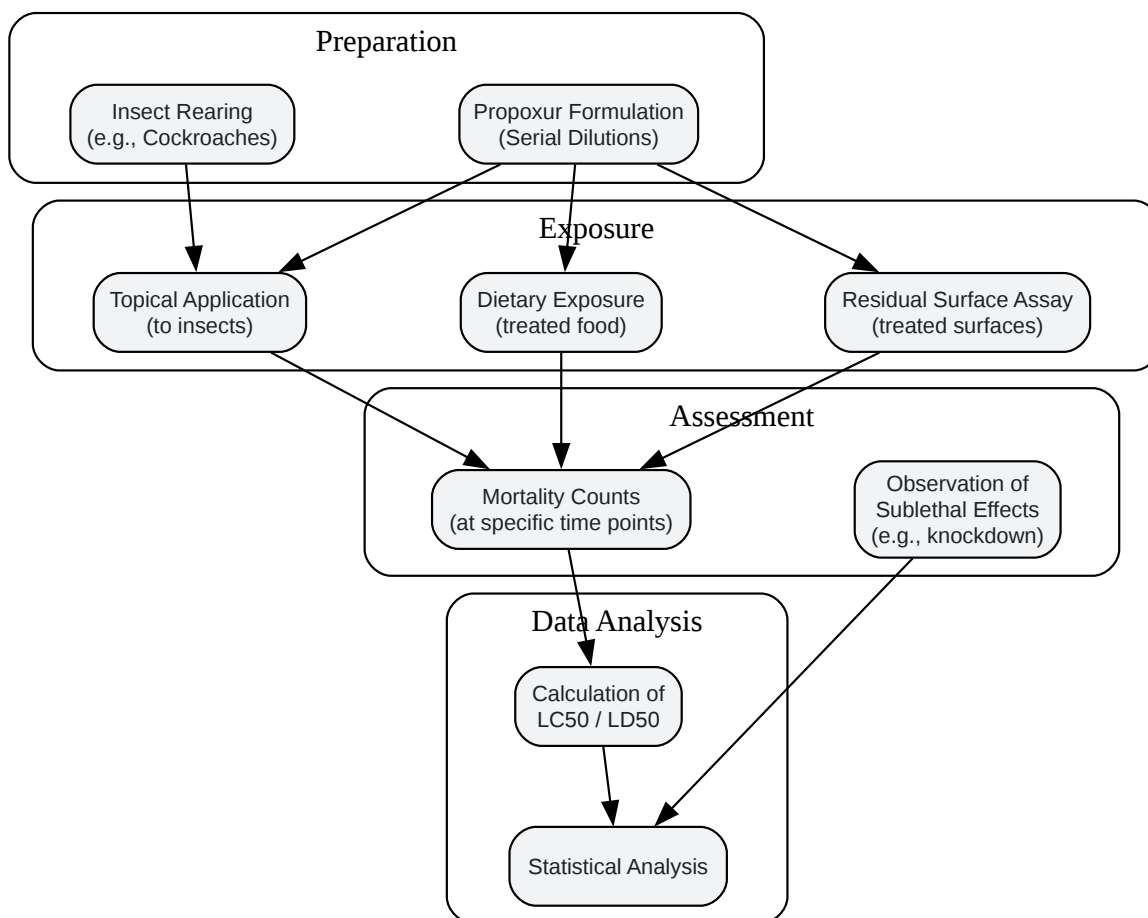 Preparation
Insect Rearing
(e.g., Cockroaches)
Propoxur Formulation
(Serial Dilutions)
Exposure
Topical Application
(to insects)
Dietary Exposure
(treated food)
Residual Surface Assay
(treated surfaces)
Assessment
Mortality Counts
(at specific time points)
Observation of
Sublethal Effects
(e.g., knockdown)
Data Analysis
Calculation of
LC50 / LD50
Statistical Analysis